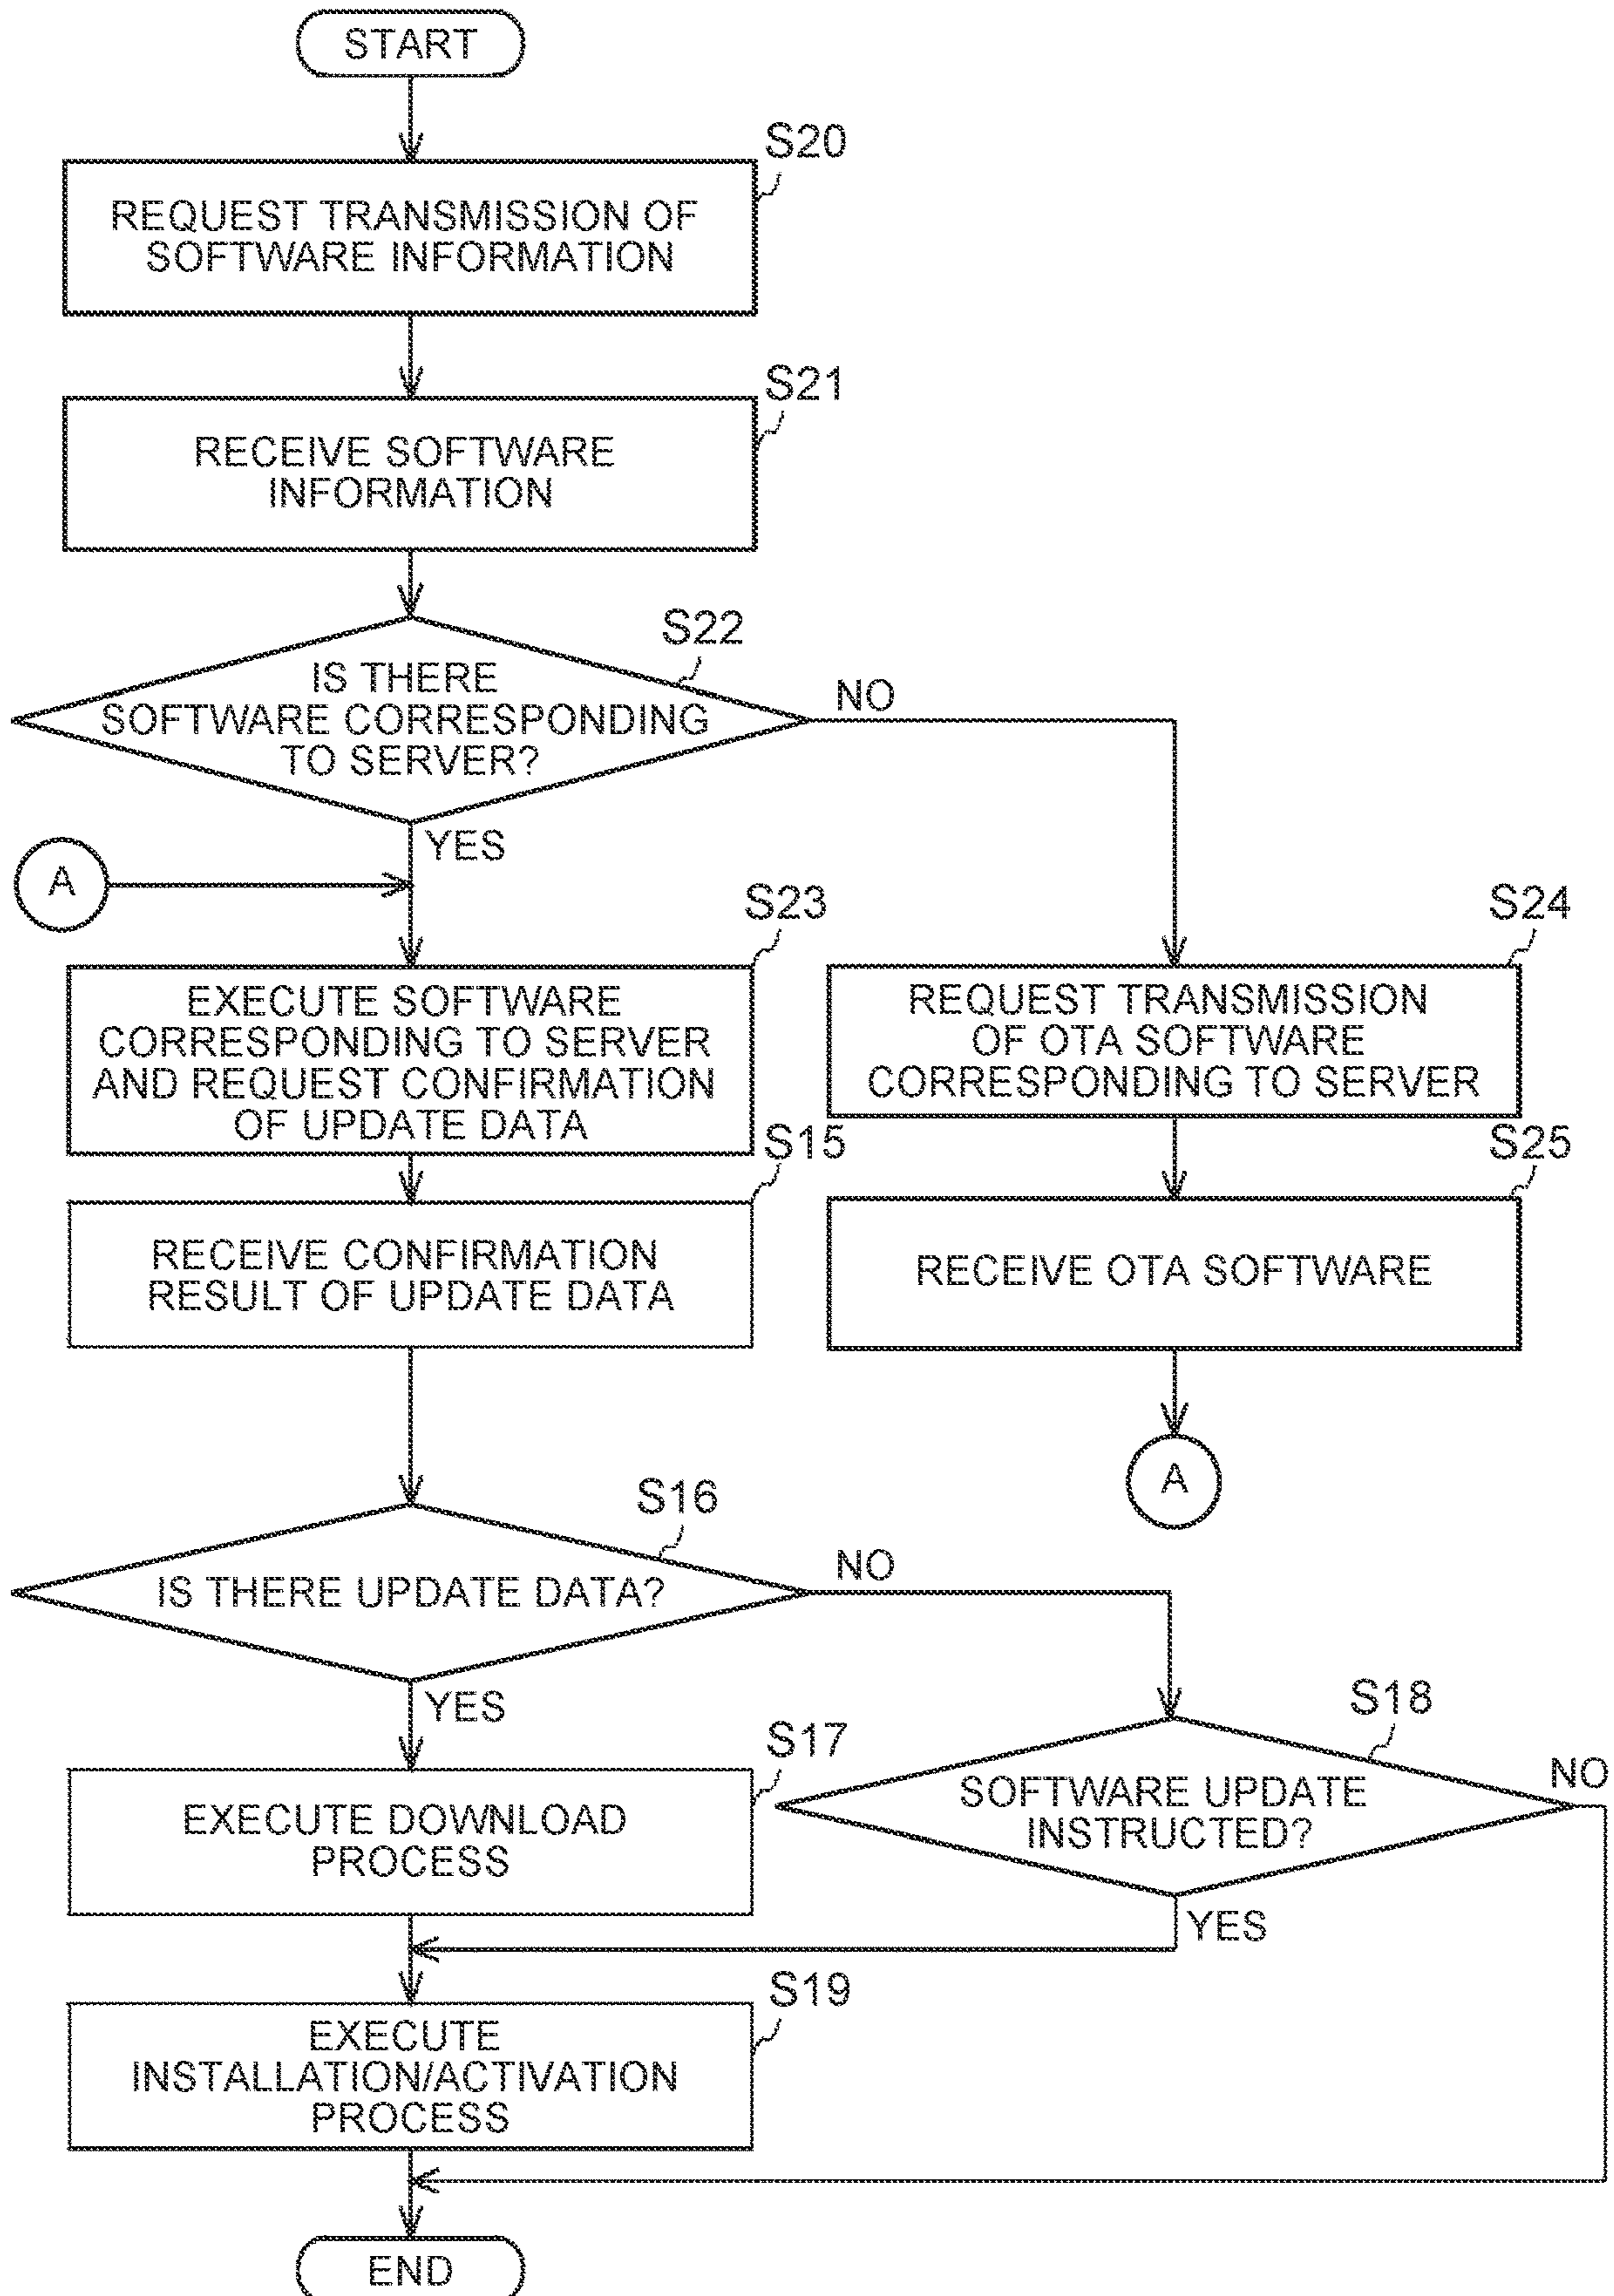 START
S20
REQUEST TRANSMISSION OF
SOFTWARE INFORMATION
S21
RECEIVE SOFTWARE
INFORMATION
S22
IS THERE
SOFTWARE CORRESPONDING
TO SERVER?
NO
YES
A
S23
EXECUTE SOFTWARE
CORRESPONDING TO SERVER
AND REQUEST CONFIRMATION
OF UPDATE DATA
S24
REQUEST TRANSMISSION
OF OTA SOFTWARE
CORRESPONDING TO SERVER
S15
RECEIVE CONFIRMATION
RESULT OF UPDATE DATA
S25
RECEIVE OTA SOFTWARE
A
S16
IS THERE UPDATE DATA?
NO
YES
S17
EXECUTE DOWNLOAD
PROCESS
S18
SOFTWARE UPDATE
INSTRUCTED?
NO
YES
S19
EXECUTE
INSTALLATION/ACTIVATION
PROCESS
END